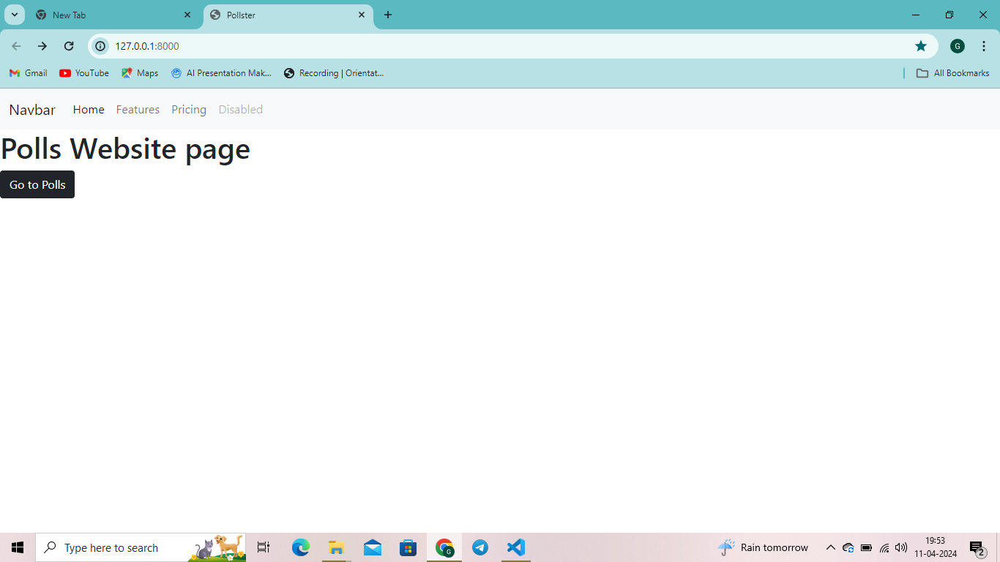 New Tab
Pollster
127.0.0.1:8000
G
Gmail
YouTube
Maps
AI Presentation Mak...
Recording | Orientat...
All Bookmarks
Navbar
Home
Features
Pricing
Disabled
Polls Website page
Go to Polls
Type here to search
G
Rain tomorrow
19:53
11-04-2024
2